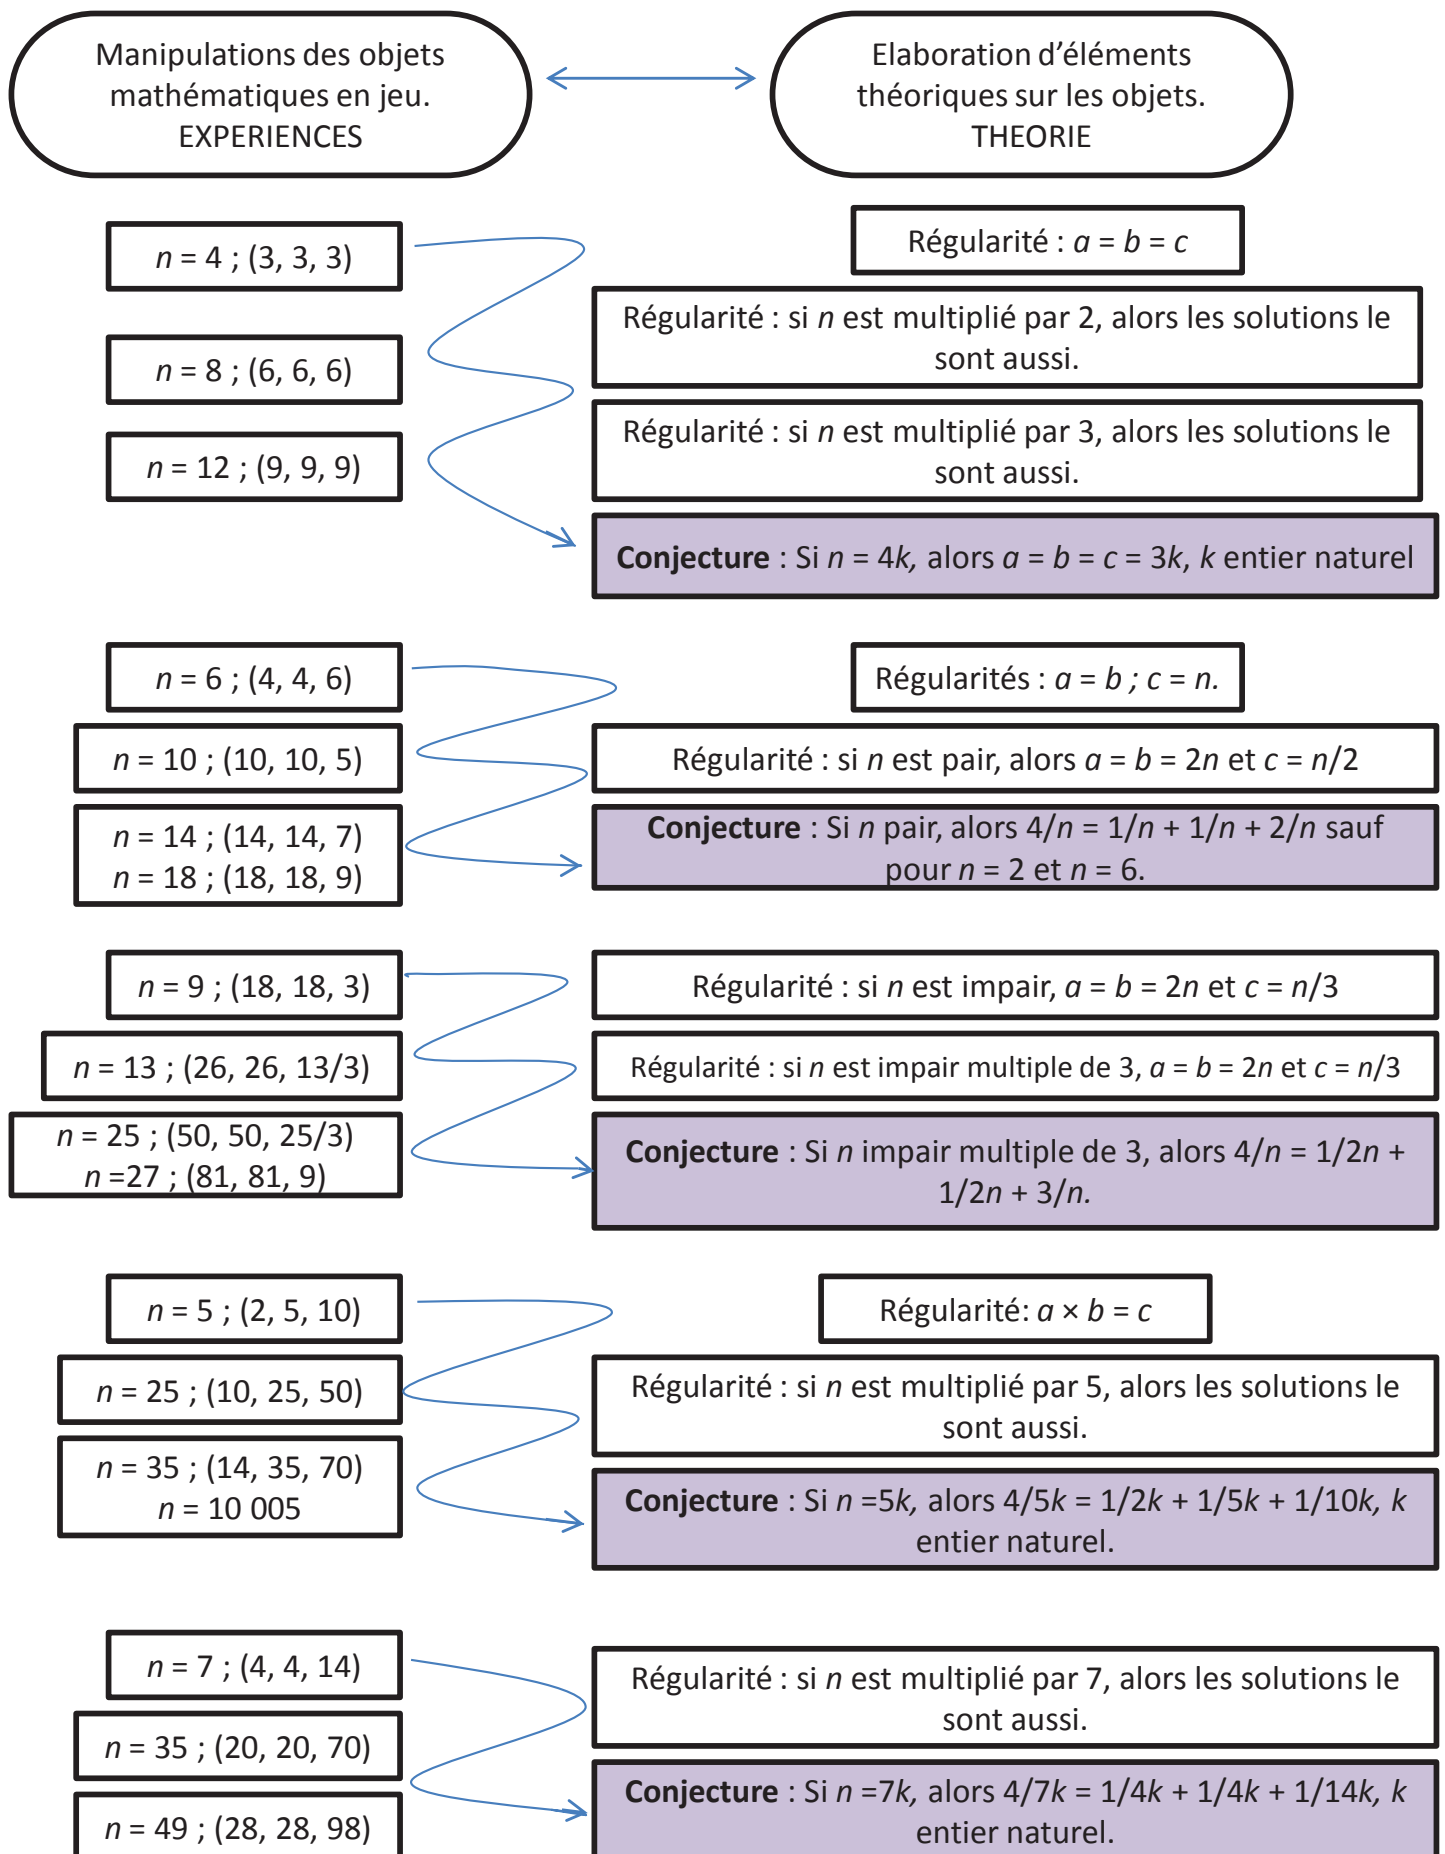 Manipulations des objets
mathématiques en jeu.
EXPERIENCES
Elaboration d’éléments
théoriques sur les objets.
THEORIE
n = 4 ; (3, 3, 3)
Régularité : a = b = c
Régularité : si n est multiplié par 2, alors les solutions le
sont aussi.
n = 8 ; (6, 6, 6)
Régularité : si n est multiplié par 3, alors les solutions le
sont aussi.
n = 12 ; (9, 9, 9)
Conjecture : Si n = 4k, alors a = b = c = 3k, k entier naturel
n = 6 ; (4, 4, 6)
Régularités : a = b ; c = n.
n = 10 ; (10, 10, 5)
Régularité : si n est pair, alors a = b = 2n et c = n/2
n = 14 ; (14, 14, 7)
n = 18 ; (18, 18, 9)
Conjecture : Si n pair, alors 4/n = 1/n + 1/n + 2/n sauf
pour n = 2 et n = 6.
n = 9 ; (18, 18, 3)
Régularité : si n est impair, a = b = 2n et c = n/3
n = 13 ; (26, 26, 13/3)
Régularité : si n est impair multiple de 3, a = b = 2n et c = n/3
n = 25 ; (50, 50, 25/3)
n =27 ; (81, 81, 9)
Conjecture : Si n impair multiple de 3, alors 4/n = 1/2n +
1/2n + 3/n.
n = 5 ; (2, 5, 10)
Régularité: a × b = c
n = 25 ; (10, 25, 50)
Régularité : si n est multiplié par 5, alors les solutions le
sont aussi.
n = 35 ; (14, 35, 70)
n = 10 005
Conjecture : Si n =5k, alors 4/5k = 1/2k + 1/5k + 1/10k, k
entier naturel.
n = 7 ; (4, 4, 14)
Régularité : si n est multiplié par 7, alors les solutions le
sont aussi.
n = 35 ; (20, 20, 70)
n = 49 ; (28, 28, 98)
Conjecture : Si n =7k, alors 4/7k = 1/4k + 1/4k + 1/14k, k
entier naturel.